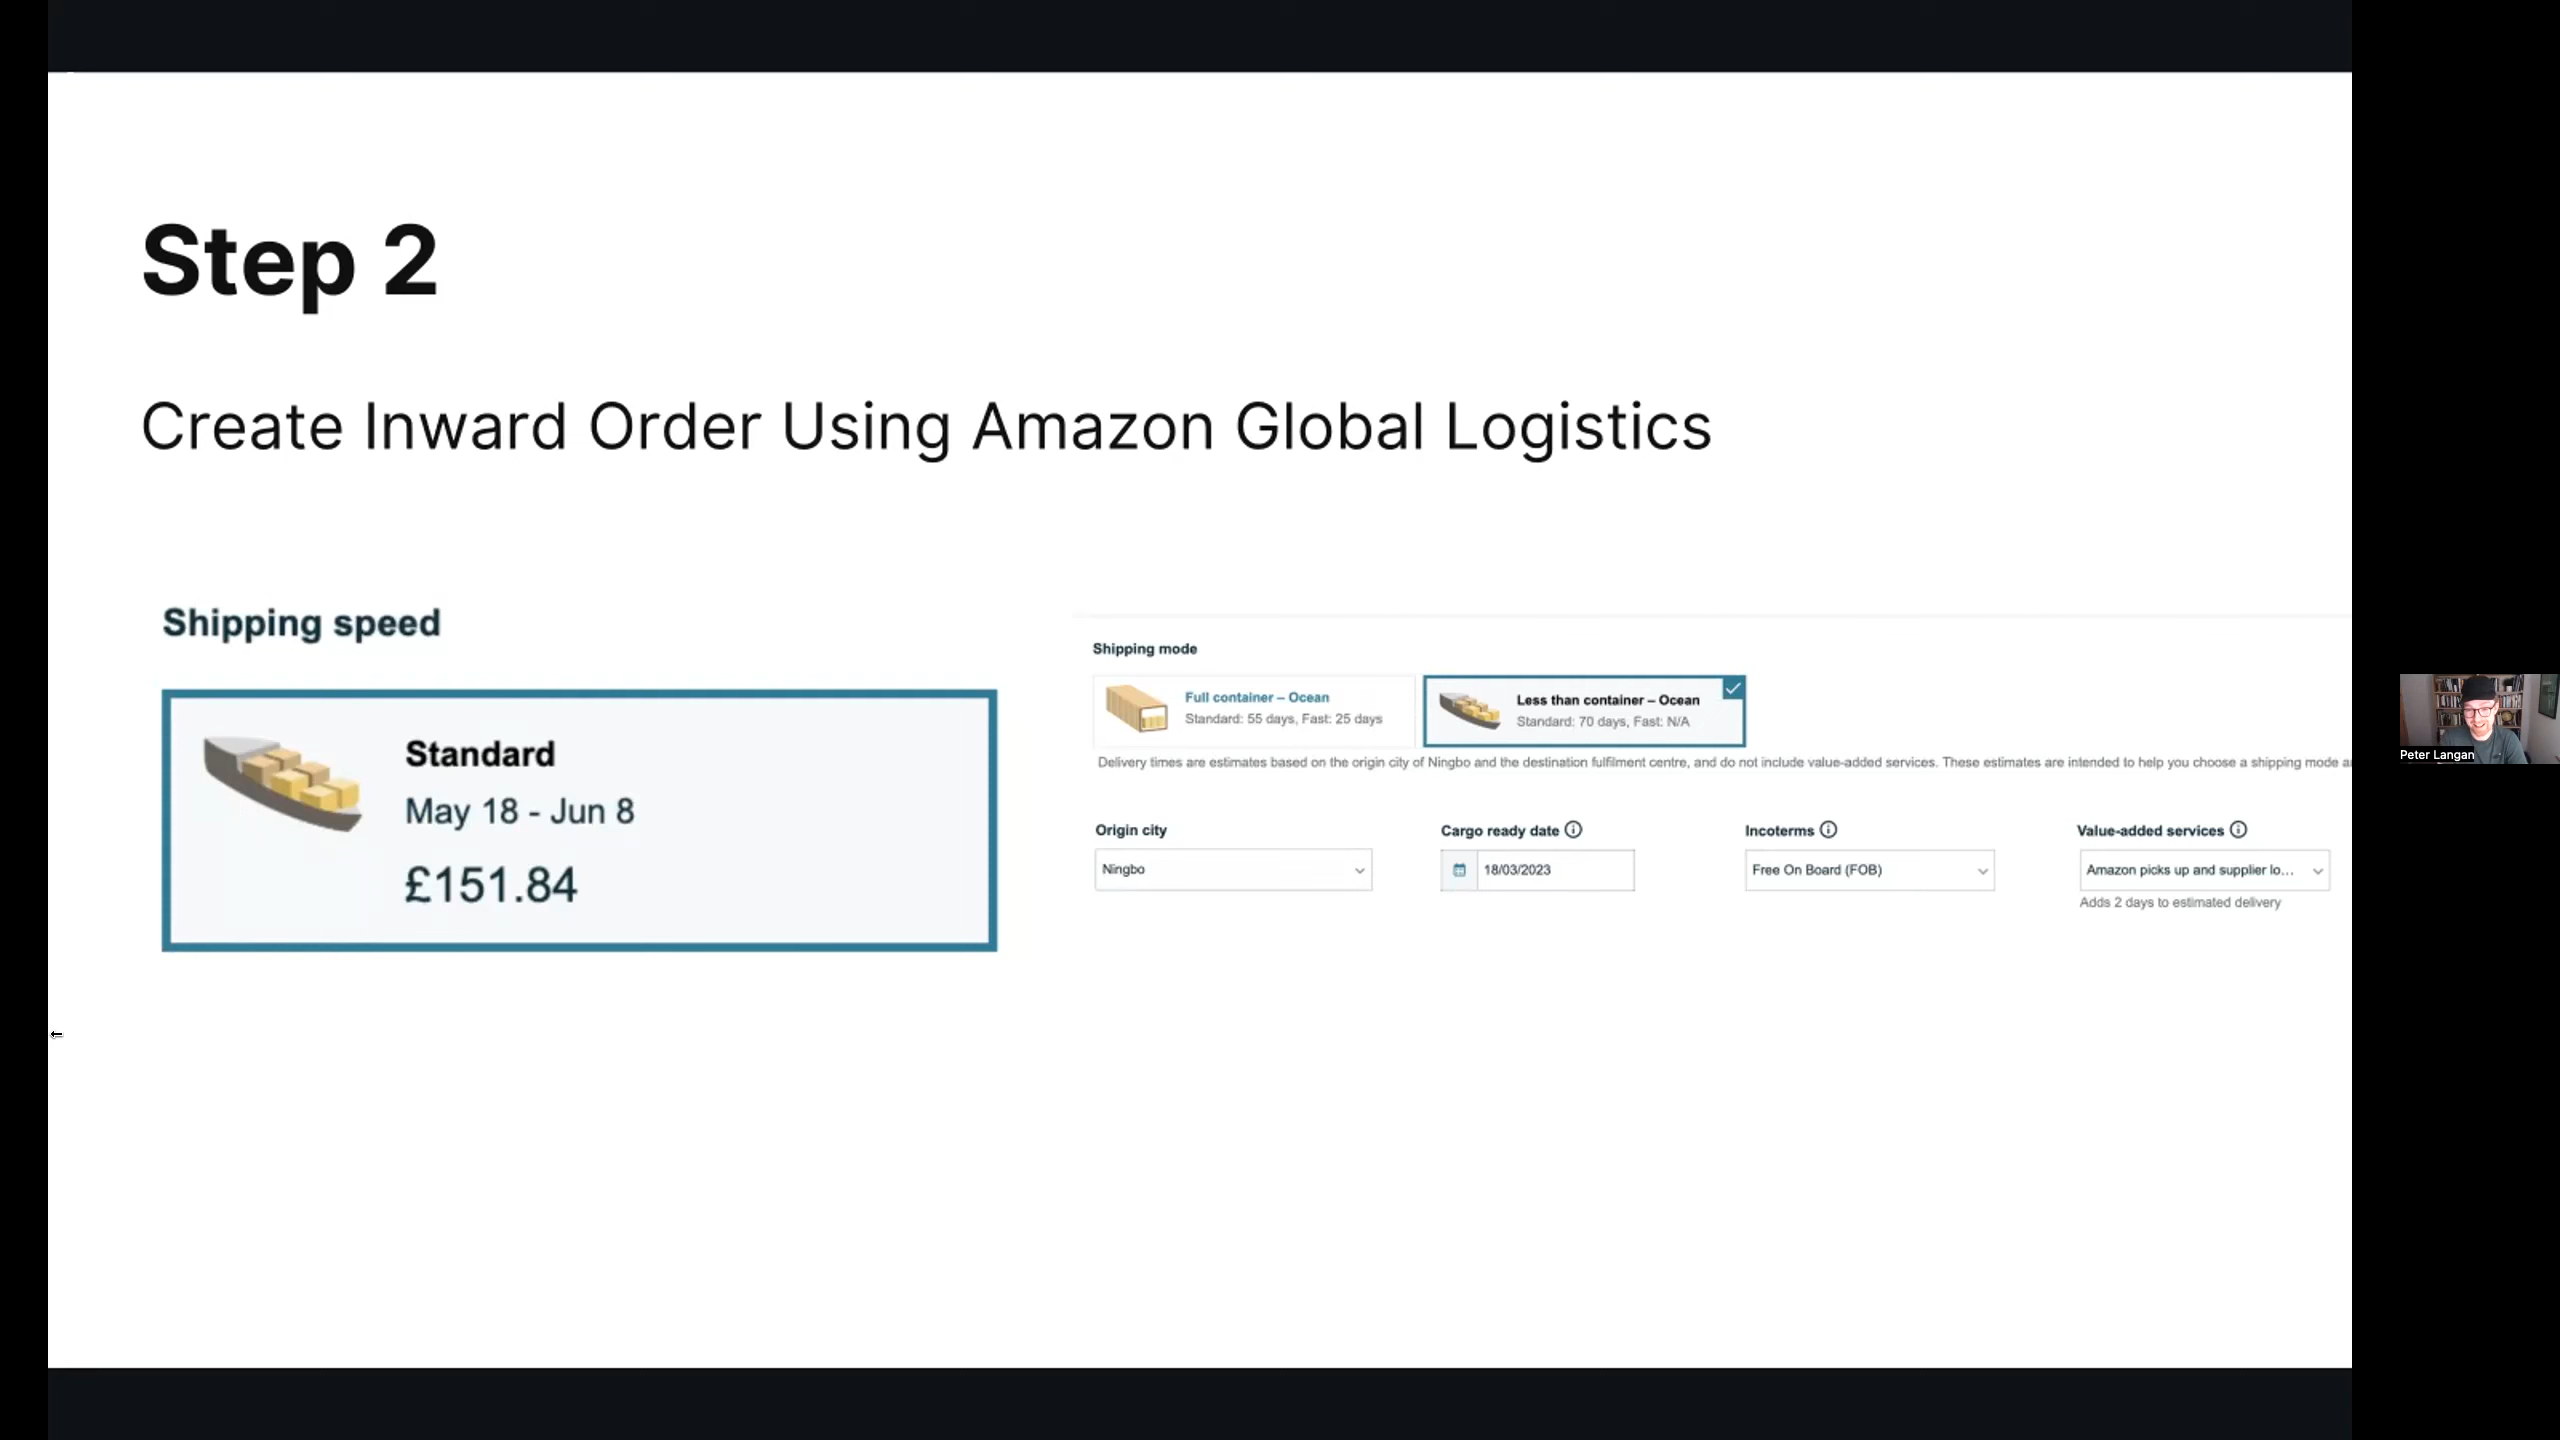 Step 2
Create Inward Order Using Amazon Global Logistics
Shipping speed
Standard
May 18 - Jun 8
£151.84
Shipping mode
Full container – Ocean
Standard: 55 days, Fast: 25 days
Less than container – Ocean
Standard: 70 days, Fast: N/A
Delivery times are estimates based on the origin city of Ningbo and the destination fulfilment centre, and do not include value-added services. These estimates are intended to help you choose a shipping mode a
Origin city
Ningbo
Cargo ready date
18/03/2023
Incoterms
Free On Board (FOB)
Value-added services
Amazon picks up and supplier lo...
Adds 2 days to estimated delivery
Peter Langan